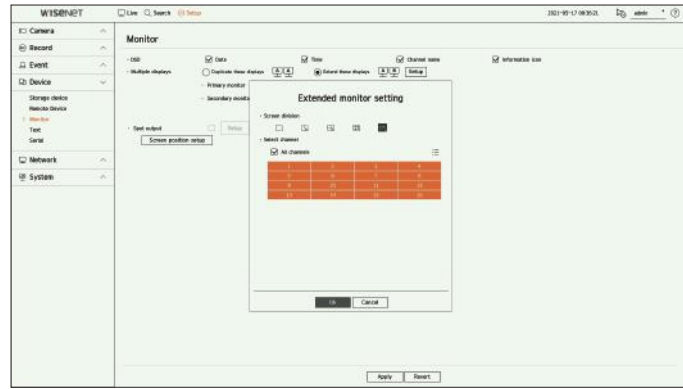 WISENET
Live Search Setup
2021-05-17 08:35:21 admin
Camera
Record
Event
Device
Storage device
Remote Device
Monitor
Text
Serial
Network
System
Monitor
OSD Date Time Channel name Information icon
Multiple displays Duplicate these displays A A Extend these displays A B Setup
Primary monitor
Secondary monito
Spot output Setup
Screen position setup
Extended monitor setting
Screen division
Select channel
All channels
1 2 3 4
5 6 7 8
9 10 11 12
13 14 15 16
Ok Cancel
Apply Revert